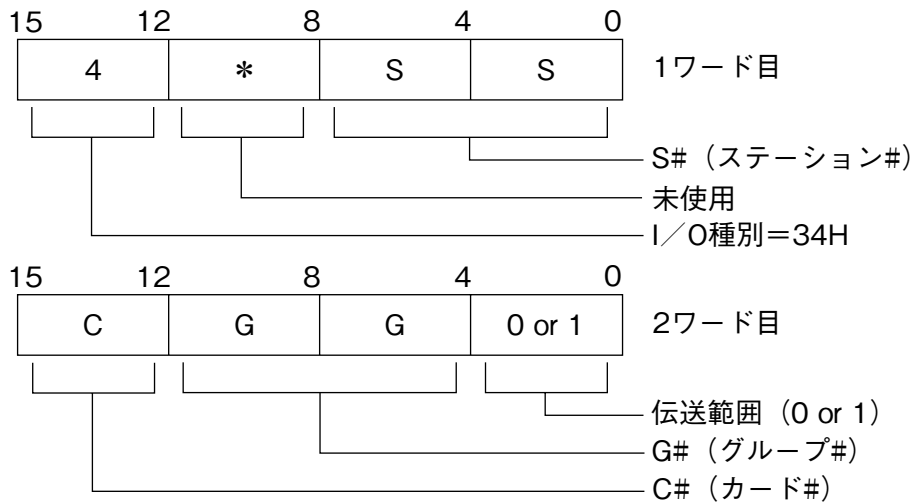 15 12 8 4 0
4 * S S 1ワード目
S#(ステーション#)
未使用
I/O種別=34H
15 12 8 4 0
C G G 0 or 1 2ワード目
伝送範囲(0 or 1)
G#(グループ#)
C#(カード#)